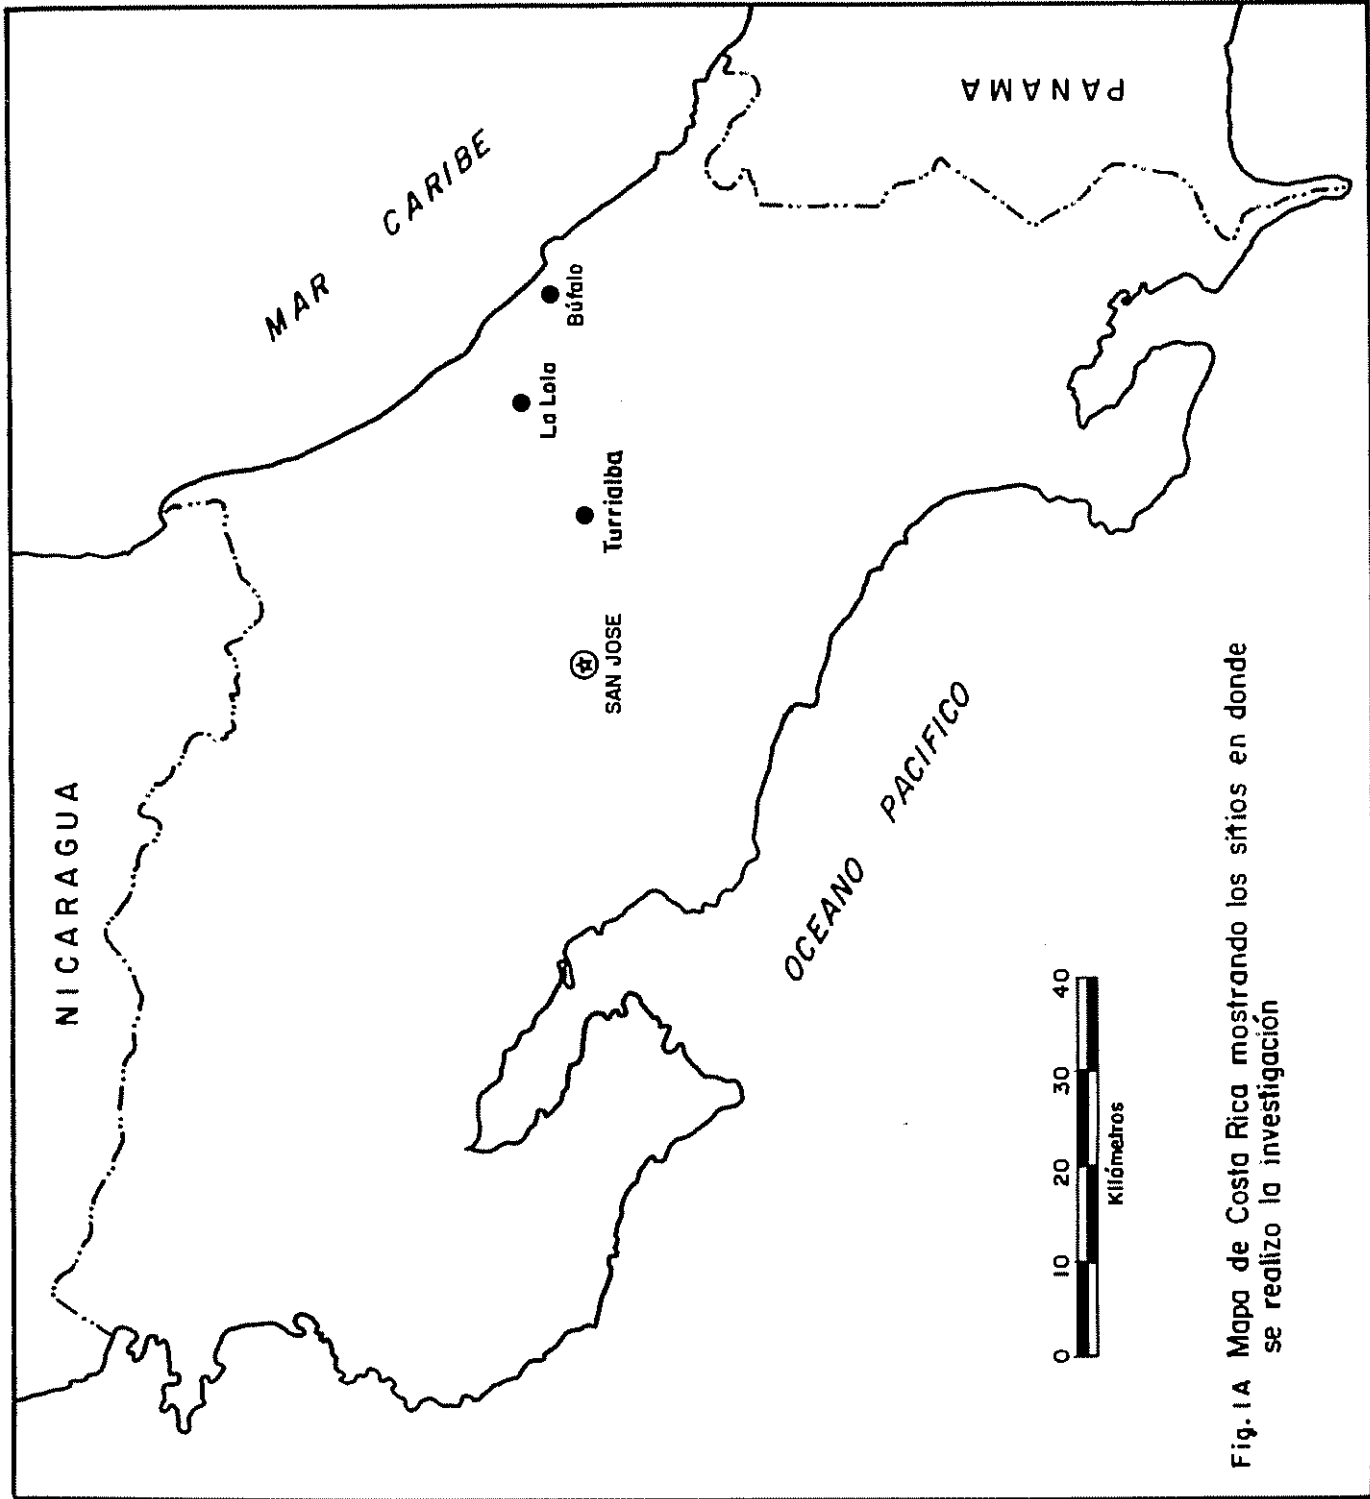 NICARAGUA
MAR CARIBE
PANAMA
Búfalo
La Lola
Turrialba
SAN JOSE
OCEANO PACIFICO
0 10 20 30 40
Kilómetros
Fig. 1A Mapa de Costa Rica mostrando los sitios en donde
se realizo la investigación